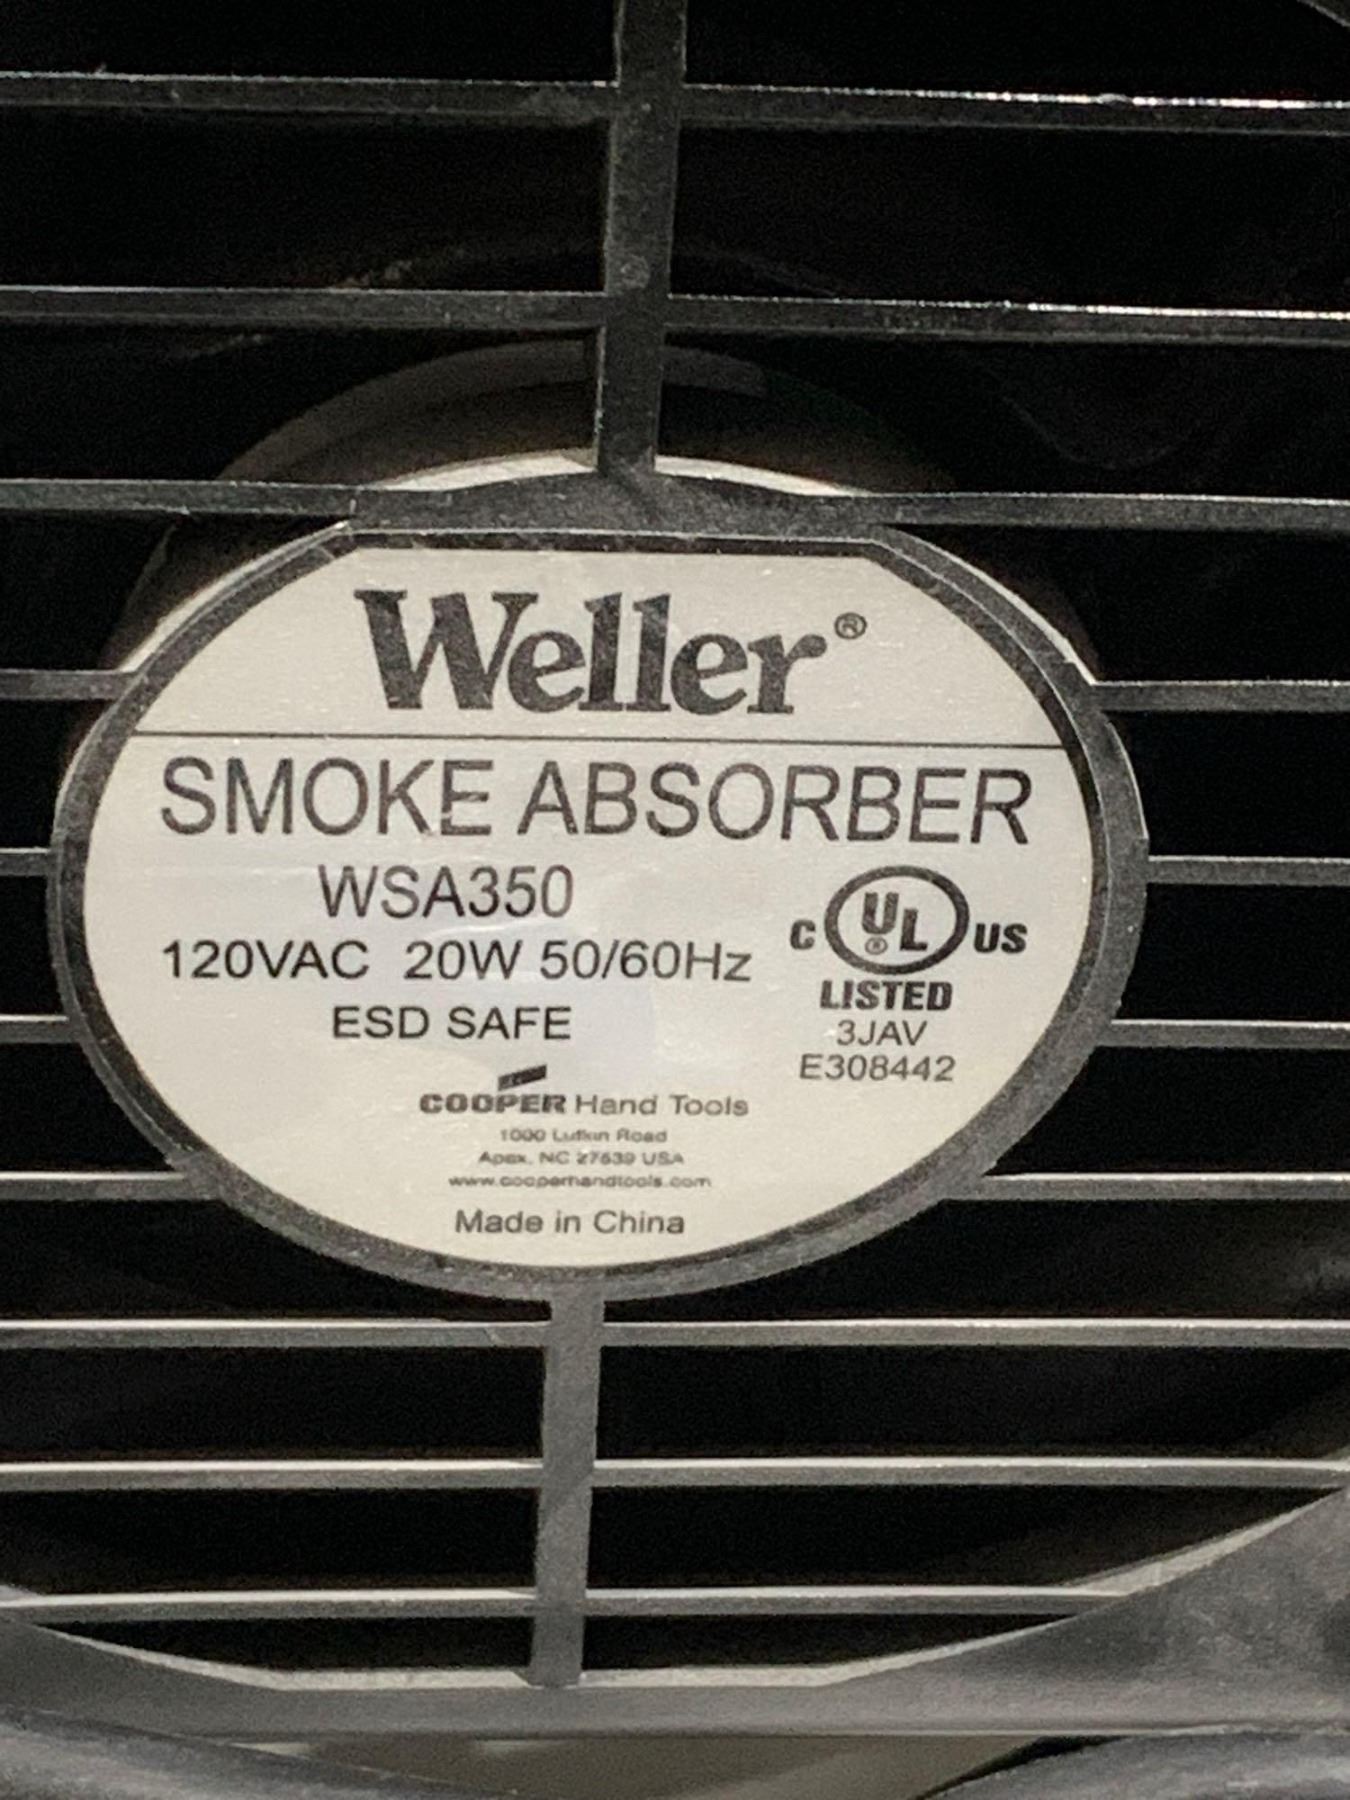 Weller®
SMOKE ABSORBER
WSA350
120VAC 20W 50/60Hz
ESD SAFE
C UL® US
LISTED
3JAV
E308442
COOPER Hand Tools
1000 Lufkin Road
Apex, NC 27539 USA
www.cooperhandtools.com
Made in China